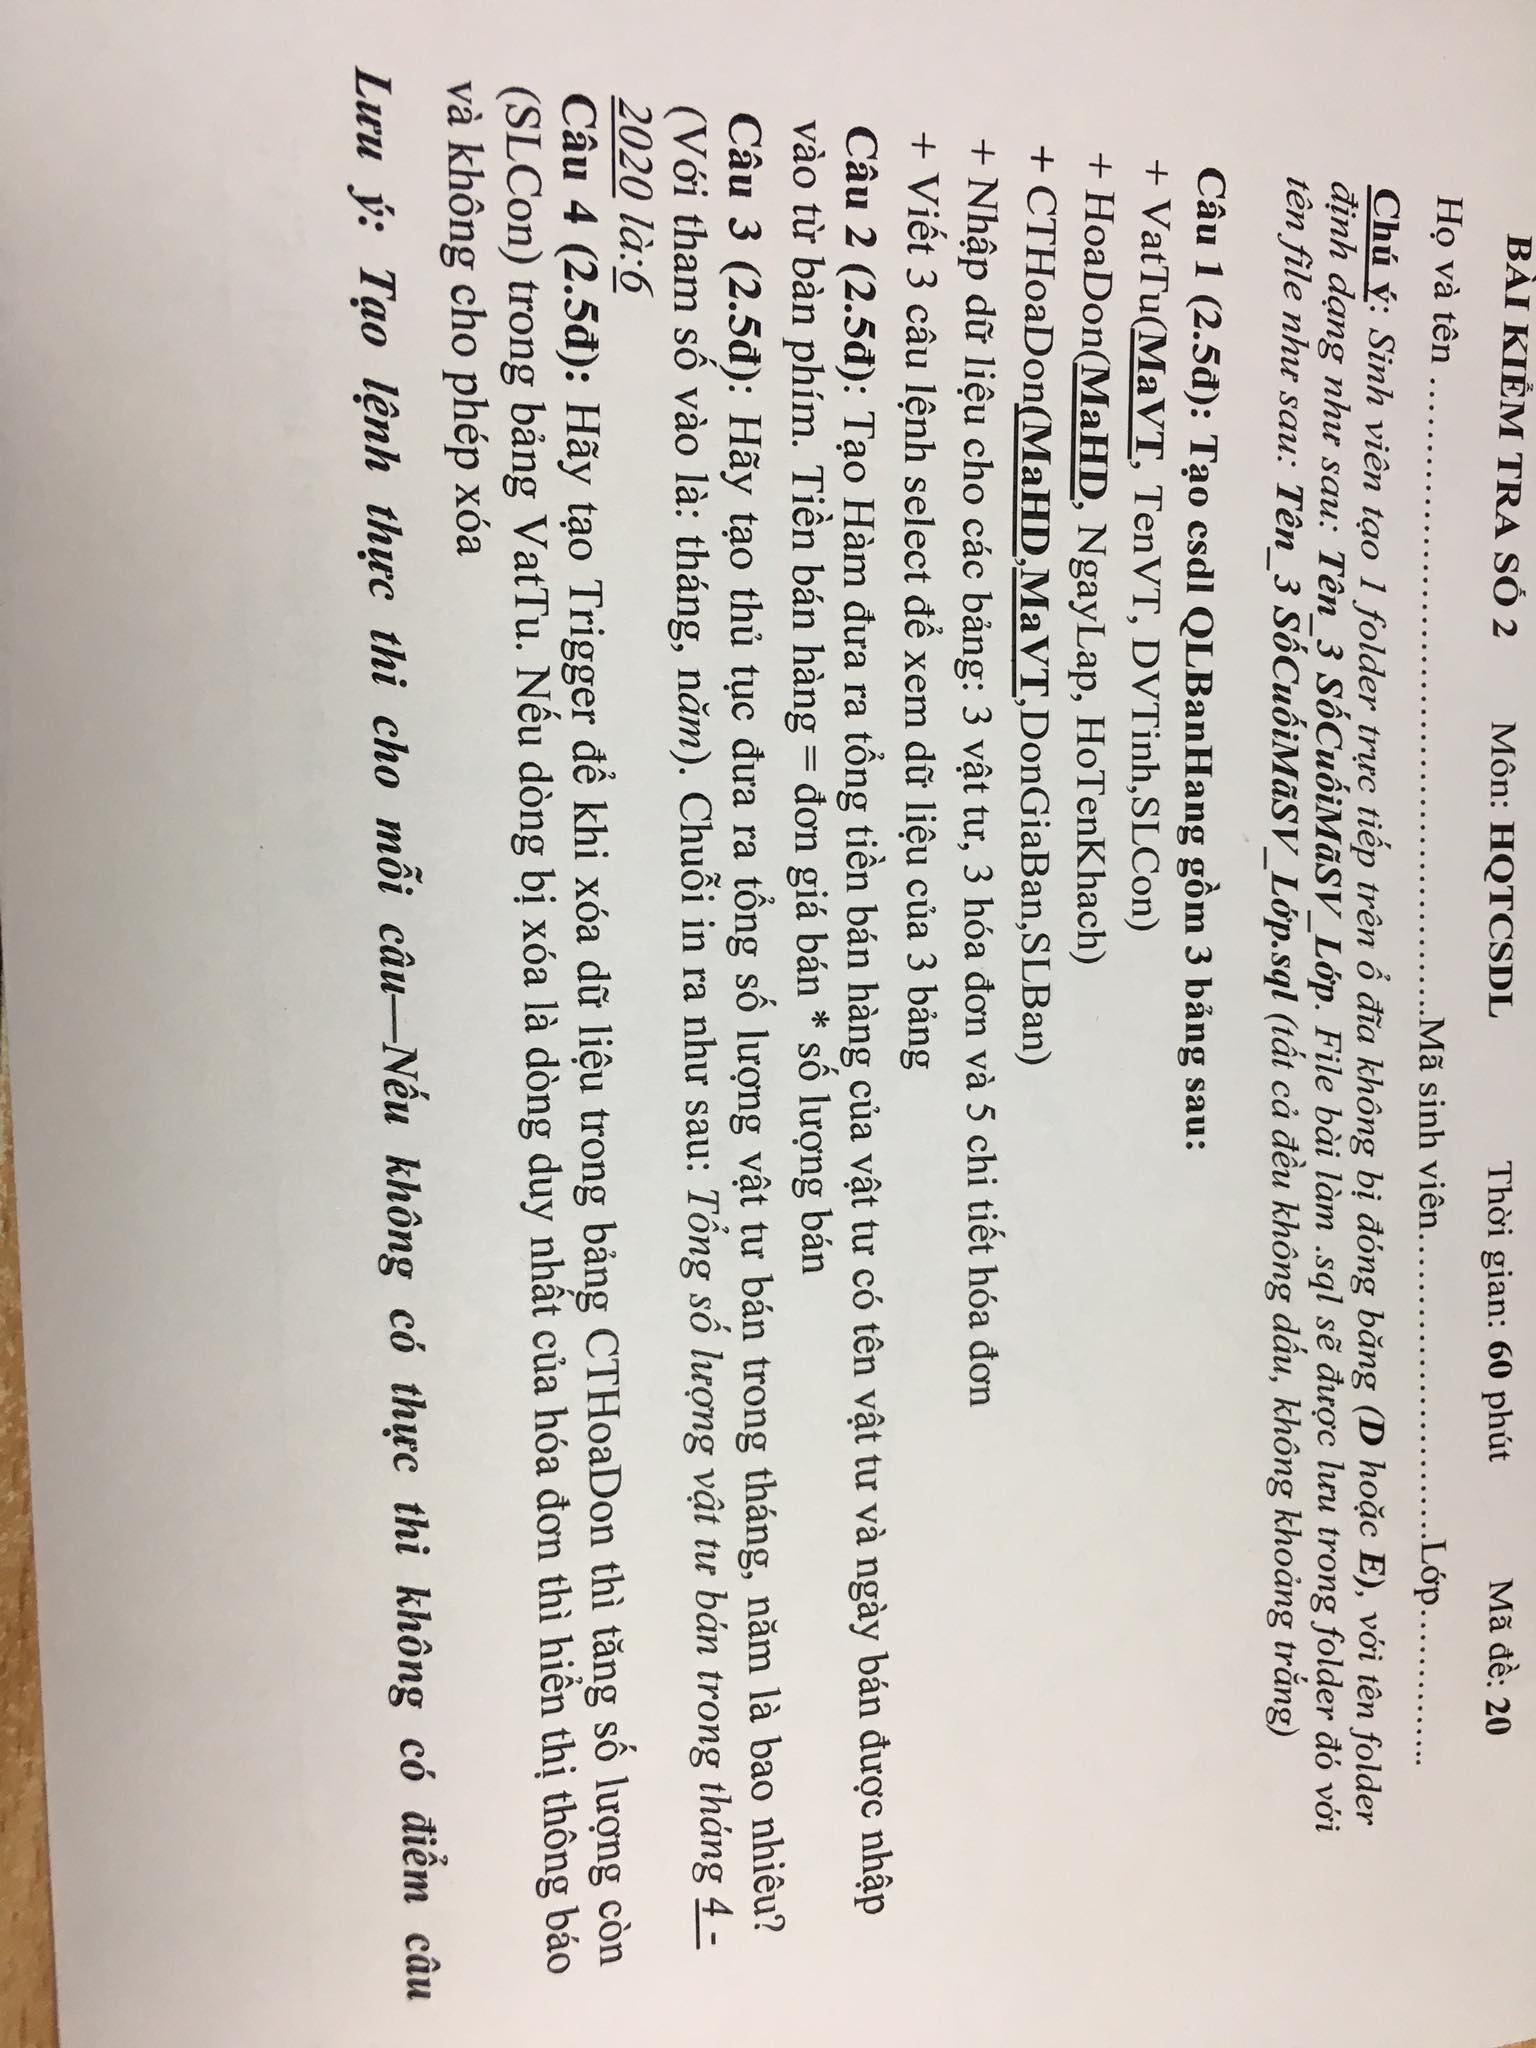 BÀI KIỂM TRA SỐ 2 Môn: HQTCSDL Thời gian: 60 phút Mã đề: 20
Họ và tên ……………………………………………..Mã sinh viên…………………….Lớp…………..
Chú ý: Sinh viên tạo 1 folder trực tiếp trên ổ đĩa không bị đóng băng (D hoặc E), với tên folder
định dạng như sau: Tên_3 SốCuốiMãSV_Lớp. File bài làm .sql sẽ được lưu trong folder đó với
tên file như sau: Tên_3 SốCuốiMãSV_Lớp.sql (tất cả đều không dấu, không khoảng trắng)
Câu 1 (2.5đ): Tạo csdl QLBanHang gồm 3 bảng sau:
+ VatTu(MaVT, TenVT, DVTinh,SLCon)
+ HoaDon(MaHD, NgayLap, HoTenKhach)
+ CTHoaDon(MaHD,MaVT,DonGiaBan,SLBan)
+ Nhập dữ liệu cho các bảng: 3 vật tư, 3 hóa đơn và 5 chi tiết hóa đơn
+ Viết 3 câu lệnh select để xem dữ liệu của 3 bảng
Câu 2 (2.5đ): Tạo Hàm đưa ra tổng tiền bán hàng của vật tư có tên vật tư và ngày bán được nhập
vào từ bàn phím. Tiền bán hàng = đơn giá bán * số lượng bán
Câu 3 (2.5đ): Hãy tạo thủ tục đưa ra tổng số lượng vật tư bán trong tháng, năm là bao nhiêu?
(Với tham số vào là: tháng, năm). Chuỗi in ra như sau: Tổng số lượng vật tư bán trong tháng 4 -
2020 là:6
Câu 4 (2.5đ): Hãy tạo Trigger để khi xóa dữ liệu trong bảng CTHoaDon thì tăng số lượng còn
(SLCon) trong bảng VatTu. Nếu dòng bị xóa là dòng duy nhất của hóa đơn thì hiển thị thông báo
và không cho phép xóa
Lưu ý: Tạo lệnh thực thi cho mỗi câu—Nếu không có thực thi không có điểm câu